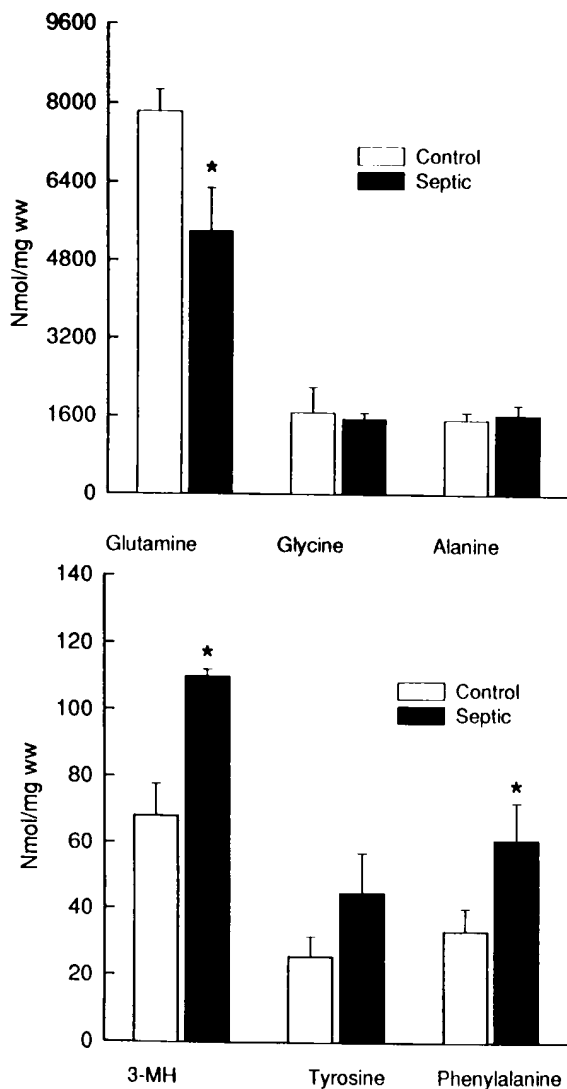 9600
8000
6400
4800
3200
1600
0
Nmol/mg ww
★
Control
Septic
Glutamine Glycine Alanine
140
120
100
80
60
40
20
0
Nmol/mg ww
★
★
Control
Septic
3-MH Tyrosine Phenylalanine